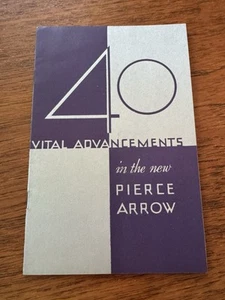 40
VITAL ADVANCEMENTS
in the new
PIERCE
ARROW